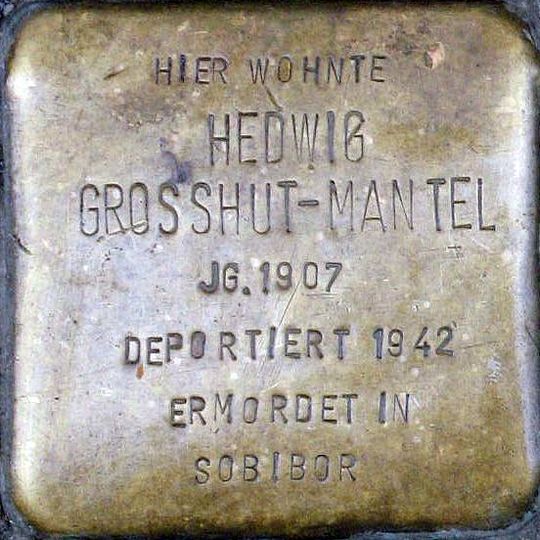 HIER WOHNTE
HEDWIG
GROSSHUT-MANTEL
JG. 1907
DEPORTIERT 1942
ERMORDET IN
SOBIBOR